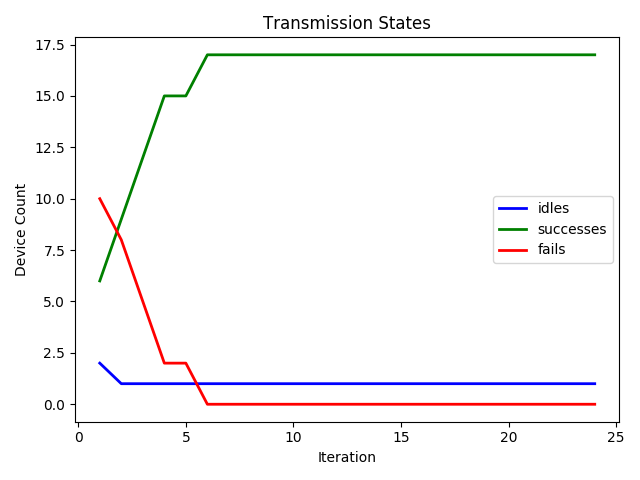 Transmission States
17.5
15.0
12.5
10.0
7.5
5.0
2.5
0.0
Device Count
idles
successes
fails
0 5 10 15 20 25
Iteration